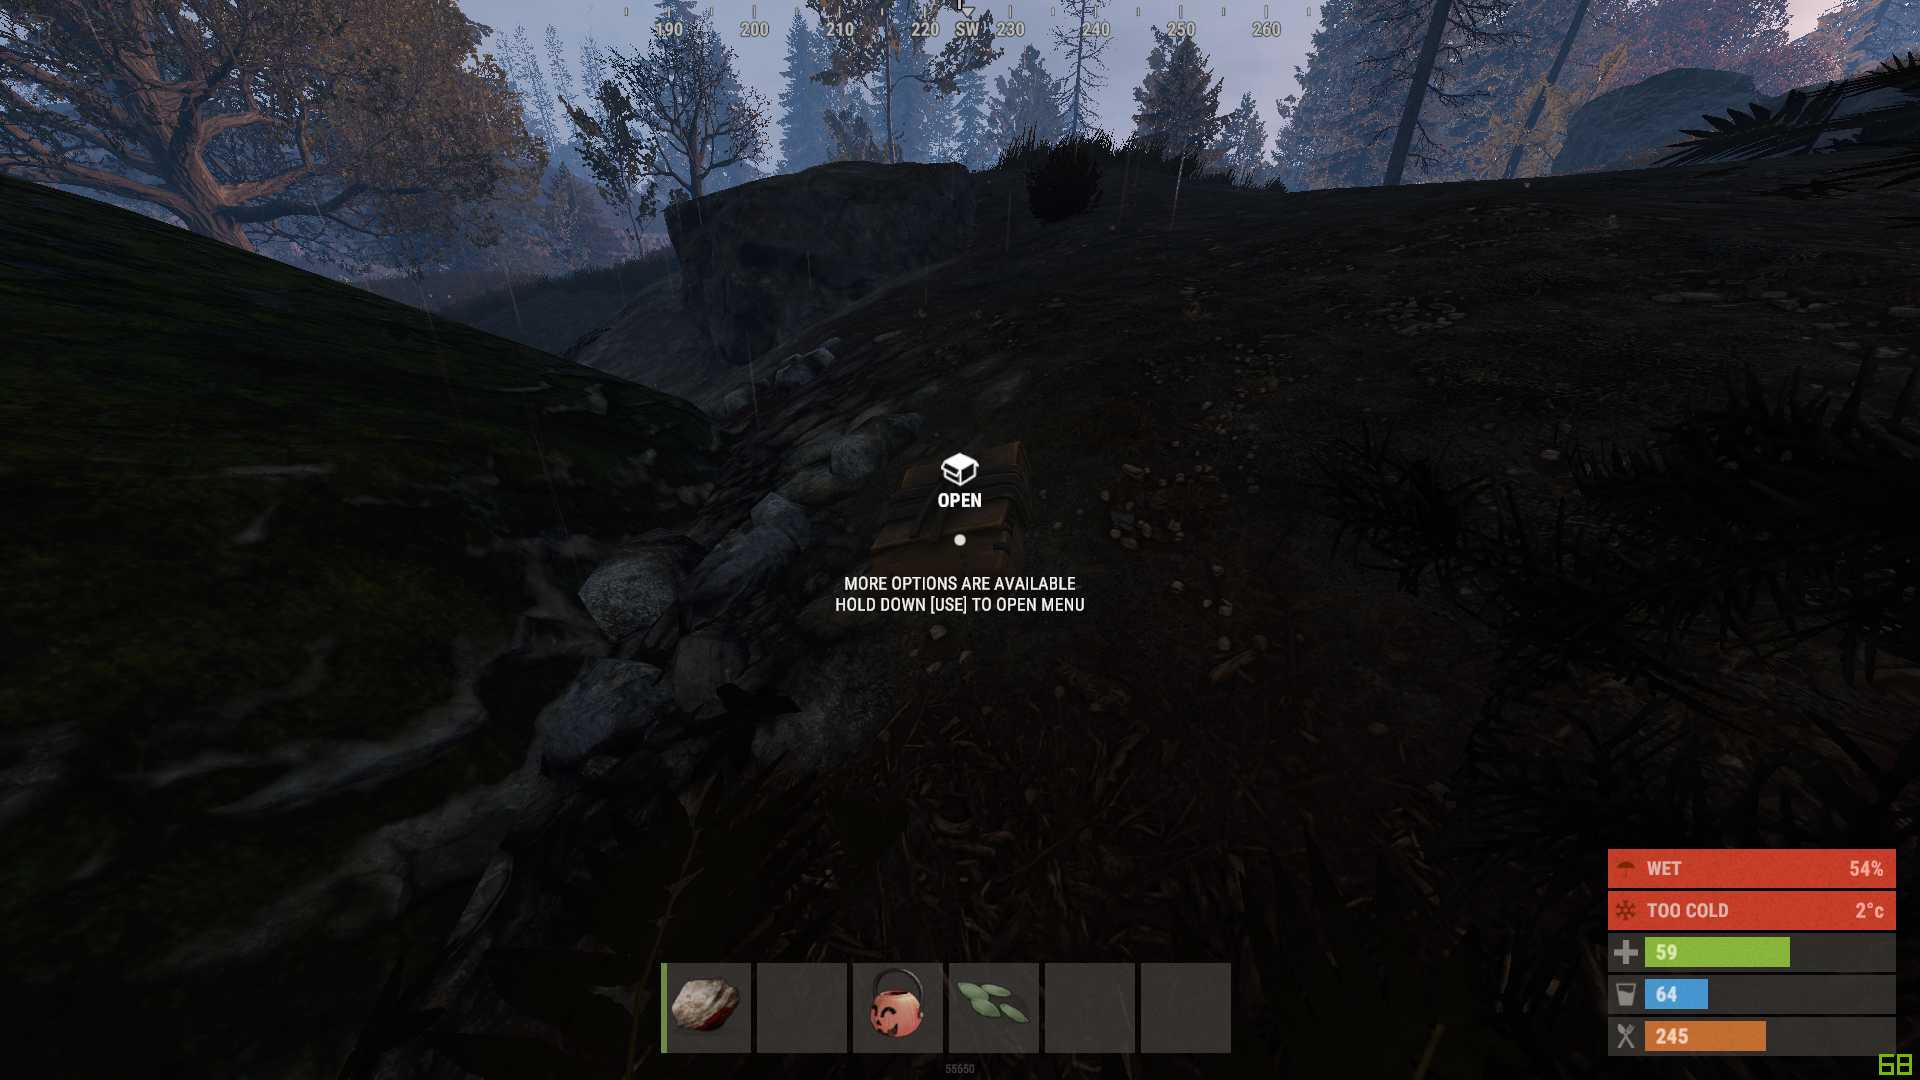 190 200 210 220 SW 230 240 250 260
OPEN
MORE OPTIONS ARE AVAILABLE
HOLD DOWN [USE] TO OPEN MENU
WET 54%
TOO COLD 2°c
59
64
245
55650
68